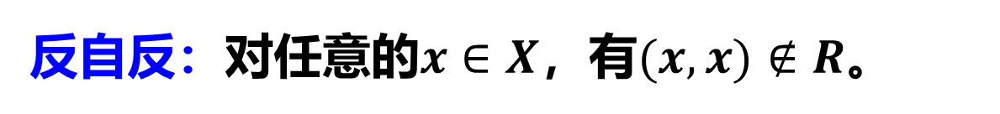 反自反：对任意的x ∈ X，有(x, x) ∉ R。